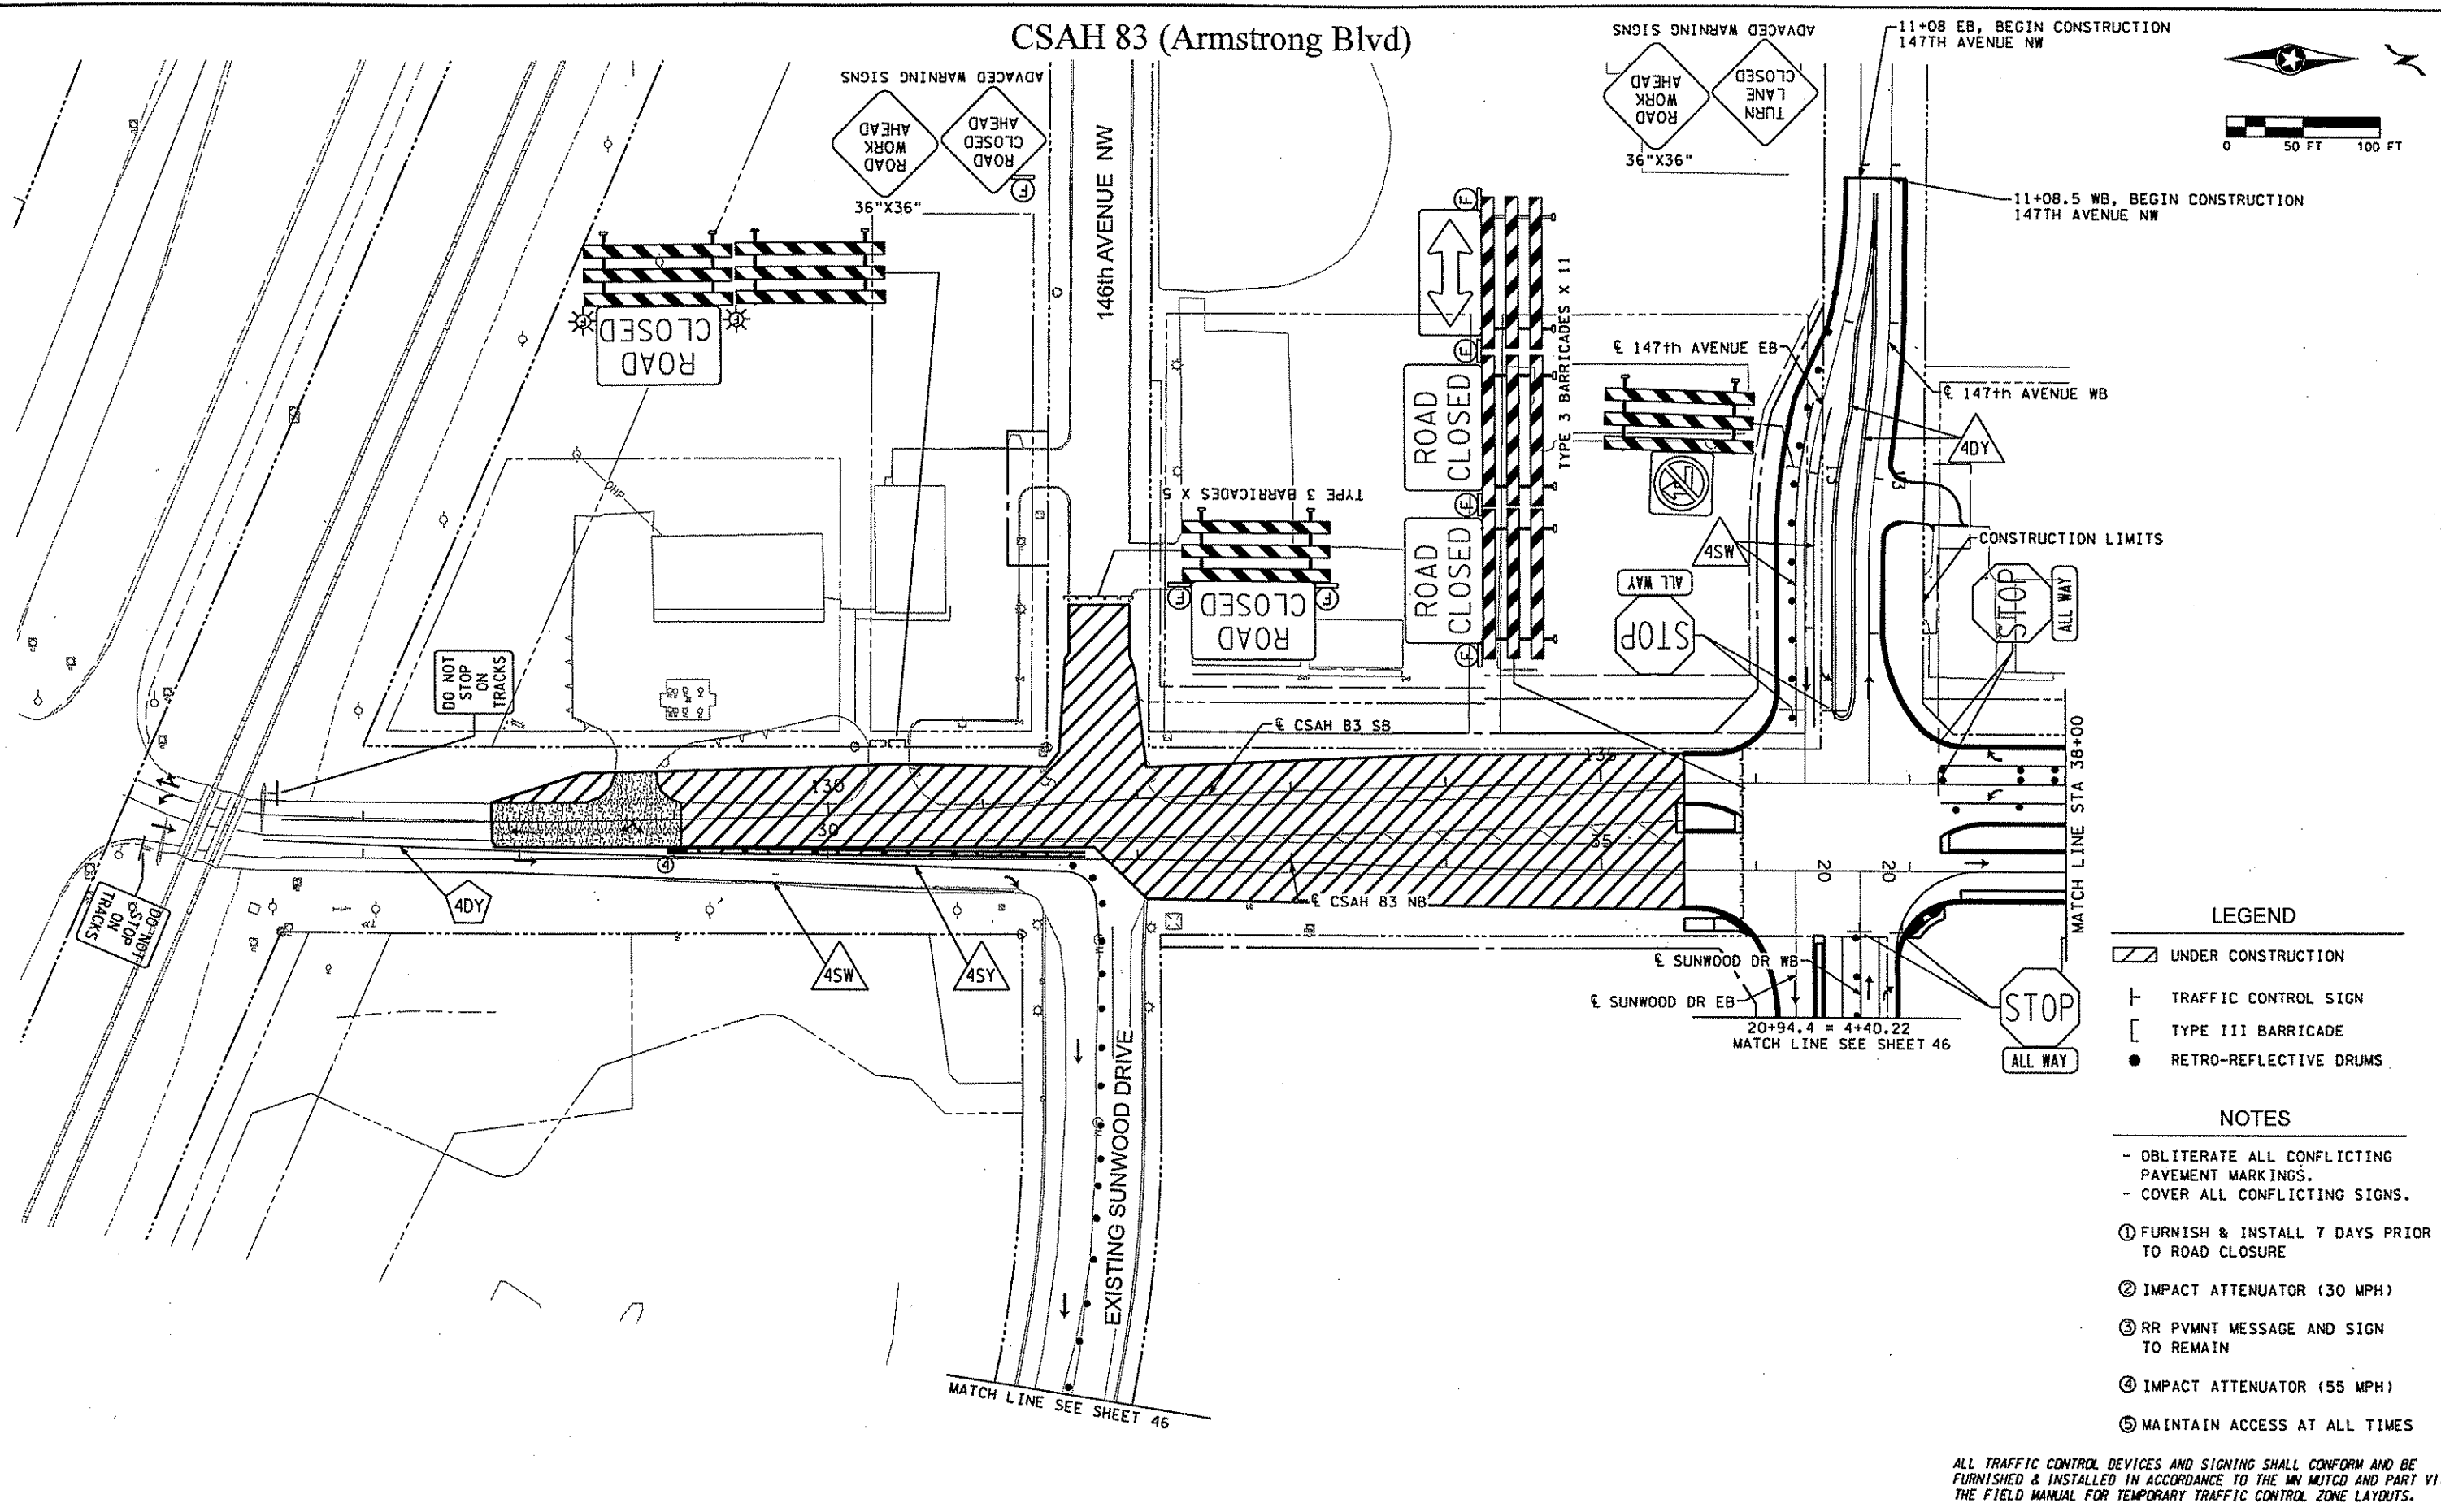 CSAH 83 (Armstrong Blvd)
ADVACED WARNING SIGNS
ROAD
WORK
AHEAD
ROAD
CLOSED
AHEAD
F
36"X36"
146th AVENUE NW
ADVACED WARNING SIGNS
ROAD
WORK
AHEAD
TURN
LANE
CLOSED
36"X36"
11+08 EB, BEGIN CONSTRUCTION
147TH AVENUE NW
0 50 FT 100 FT
11+08.5 WB, BEGIN CONSTRUCTION
147TH AVENUE NW
ROAD
CLOSED
F
F
F
F
F
F
ROAD
CLOSED
ROAD
CLOSED
TYPE 3 BARRICADES X 11
℄ 147th AVENUE EB
℄ 147th AVENUE WB
4DY
13
13
OHP
TYPE 3 BARRICADES X 5
F
F
ROAD
CLOSED
4SW
ALL WAY
STOP
CONSTRUCTION LIMITS
STOP
ALL WAY
DO NOT
STOP
ON
TRACKS
℄ CSAH 83 SB
130
30
135
35
MATCH LINE STA 38+00
4
20
20
DO NOT
STOP
ON
TRACKS
4DY
4SW
4SY
℄ CSAH 83 NB
℄ SUNWOOD DR WB
℄ SUNWOOD DR EB
20+94.4 = 4+40.22
MATCH LINE SEE SHEET 46
STOP
ALL WAY
EXISTING SUNWOOD DRIVE
MATCH LINE SEE SHEET 46
LEGEND
UNDER CONSTRUCTION
TRAFFIC CONTROL SIGN
TYPE III BARRICADE
RETRO-REFLECTIVE DRUMS
NOTES
- OBLITERATE ALL CONFLICTING
PAVEMENT MARKINGS.
- COVER ALL CONFLICTING SIGNS.
① FURNISH & INSTALL 7 DAYS PRIOR
TO ROAD CLOSURE
② IMPACT ATTENUATOR (30 MPH)
③ RR PVMNT MESSAGE AND SIGN
TO REMAIN
④ IMPACT ATTENUATOR (55 MPH)
⑤ MAINTAIN ACCESS AT ALL TIMES
ALL TRAFFIC CONTROL DEVICES AND SIGNING SHALL CONFORM AND BE
FURNISHED & INSTALLED IN ACCORDANCE TO THE MN MUTCD AND PART VI
THE FIELD MANUAL FOR TEMPORARY TRAFFIC CONTROL ZONE LAYOUTS.